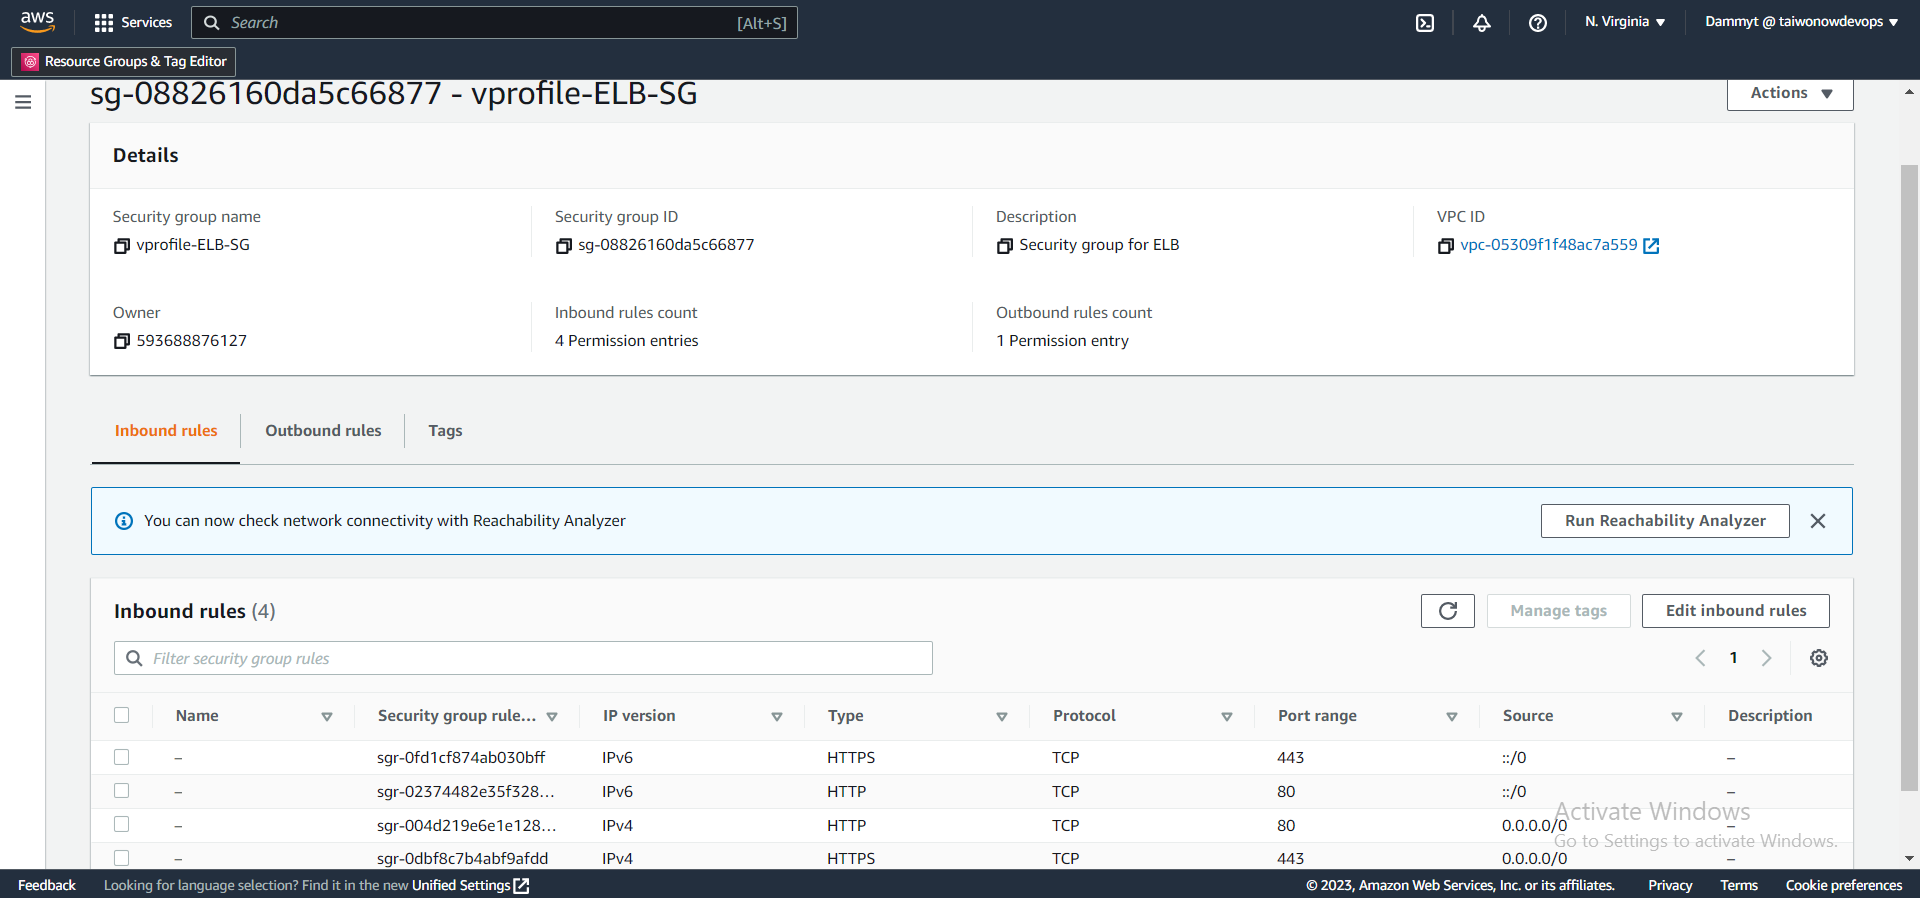 aws
Services
Search
[Alt+S]
N. Virginia
Dammyt @ taiwonowdevops
Resource Groups & Tag Editor
sg-08826160da5c66877 - vprofile-ELB-SG
Actions
Details
Security group name
Security group ID
Description
VPC ID
vprofile-ELB-SG
sg-08826160da5c66877
Security group for ELB
vpc-05309f1f48ac7a559
Owner
Inbound rules count
Outbound rules count
593688876127
4 Permission entries
1 Permission entry
Inbound rules
Outbound rules
Tags
You can now check network connectivity with Reachability Analyzer
Run Reachability Analyzer
Inbound rules (4)
Manage tags
Edit inbound rules
Filter security group rules
1
Name Security group rule... IP version Type Protocol Port range Source Description
– sgr-0fd1cf874ab030bff IPv6 HTTPS TCP 443 ::/0 –
– sgr-02374482e35f328... IPv6 HTTP TCP 80 ::/0 –
– sgr-004d219e6e1e128... IPv4 HTTP TCP 80 0.0.0.0/0 –
– sgr-0dbf8c7b4abf9afdd IPv4 HTTPS TCP 443 0.0.0.0/0 –
Activate Windows
Go to Settings to activate Windows.
Feedback
Looking for language selection? Find it in the new Unified Settings
© 2023, Amazon Web Services, Inc. or its affiliates.
Privacy
Terms
Cookie preferences